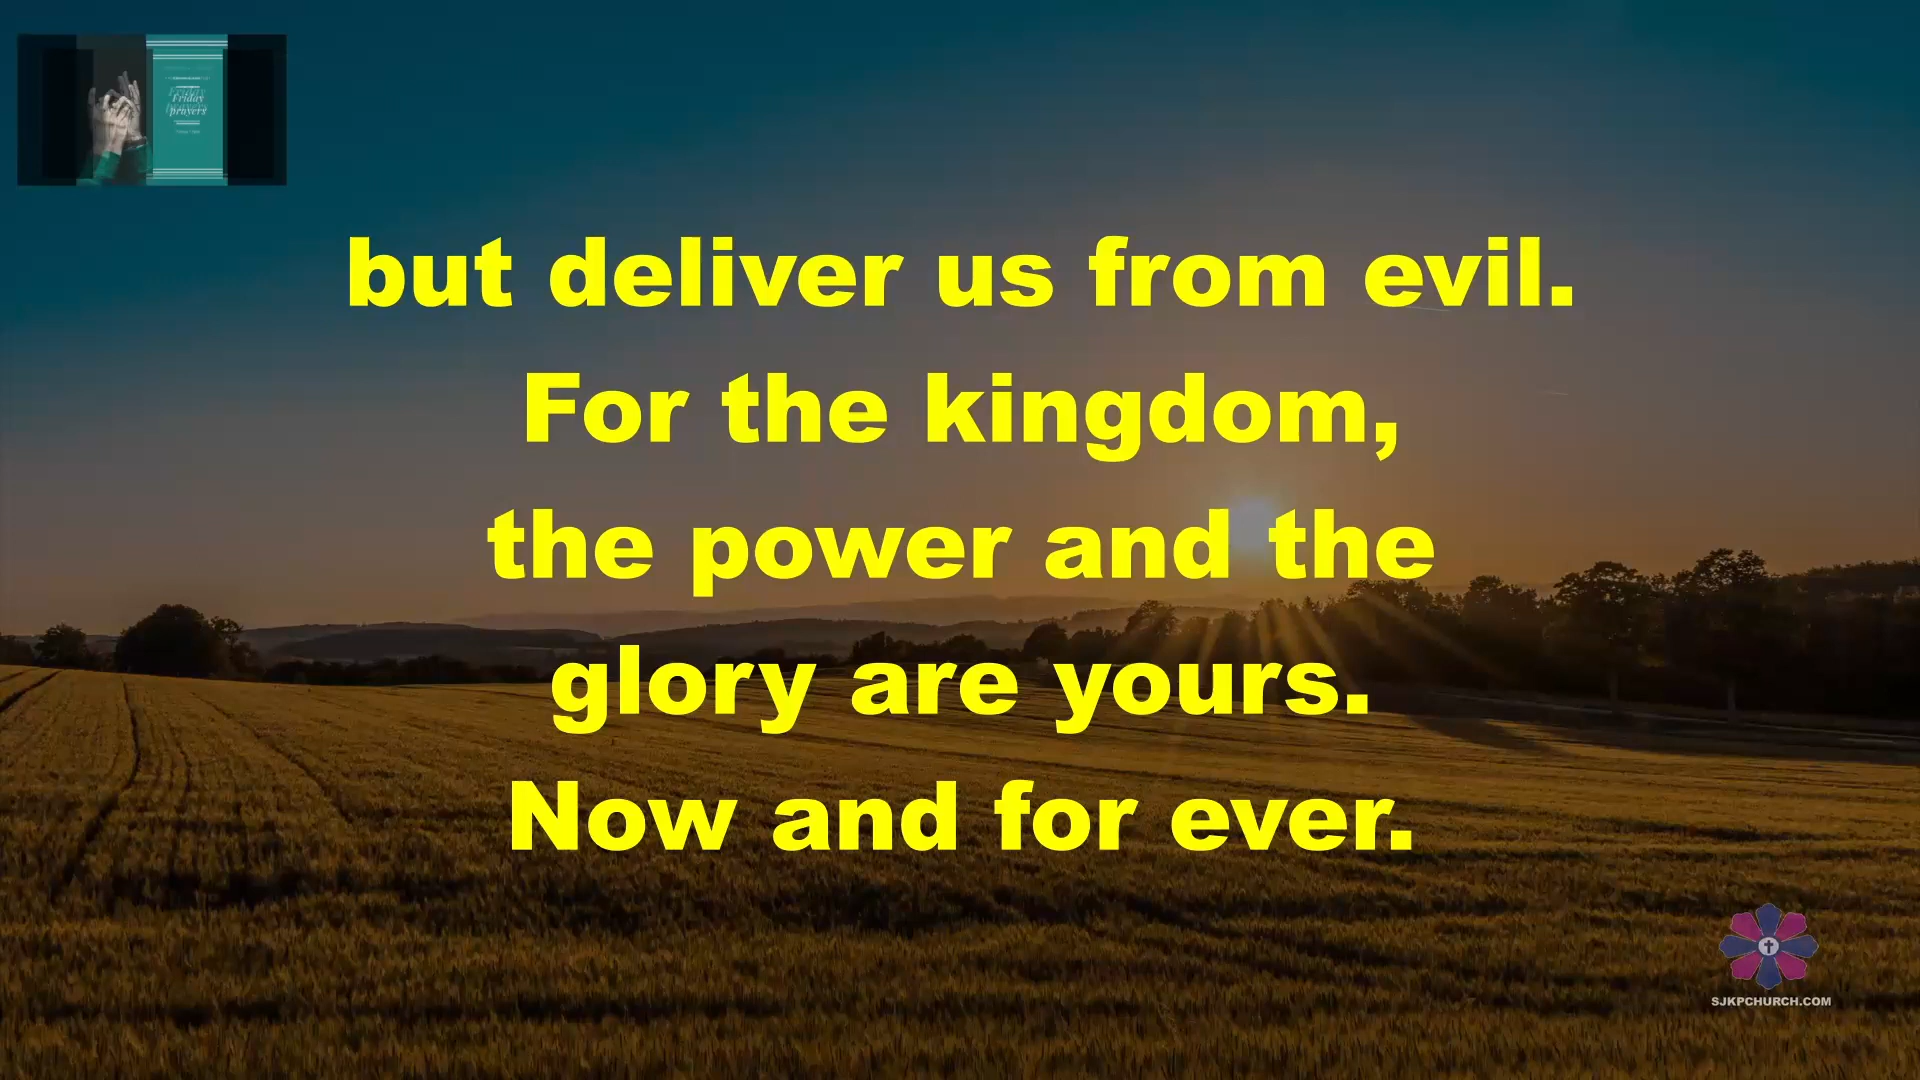 Friday
prayers
but deliver us from evil.
For the kingdom,
the power and the
glory are yours.
Now and for ever.
SJKPCHURCH.COM